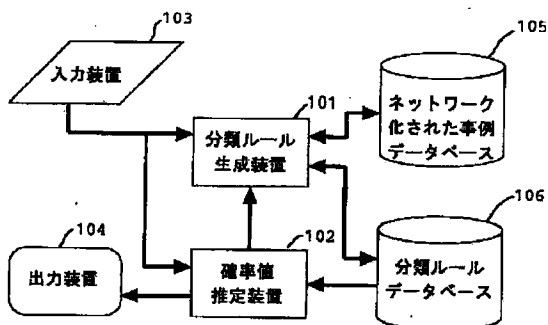 103
入力装置
101
分類ルール
生成装置
105
ネットワーク
化された事例
データベース
104
出力装置
102
確率値
推定装置
106
分類ルール
データベース